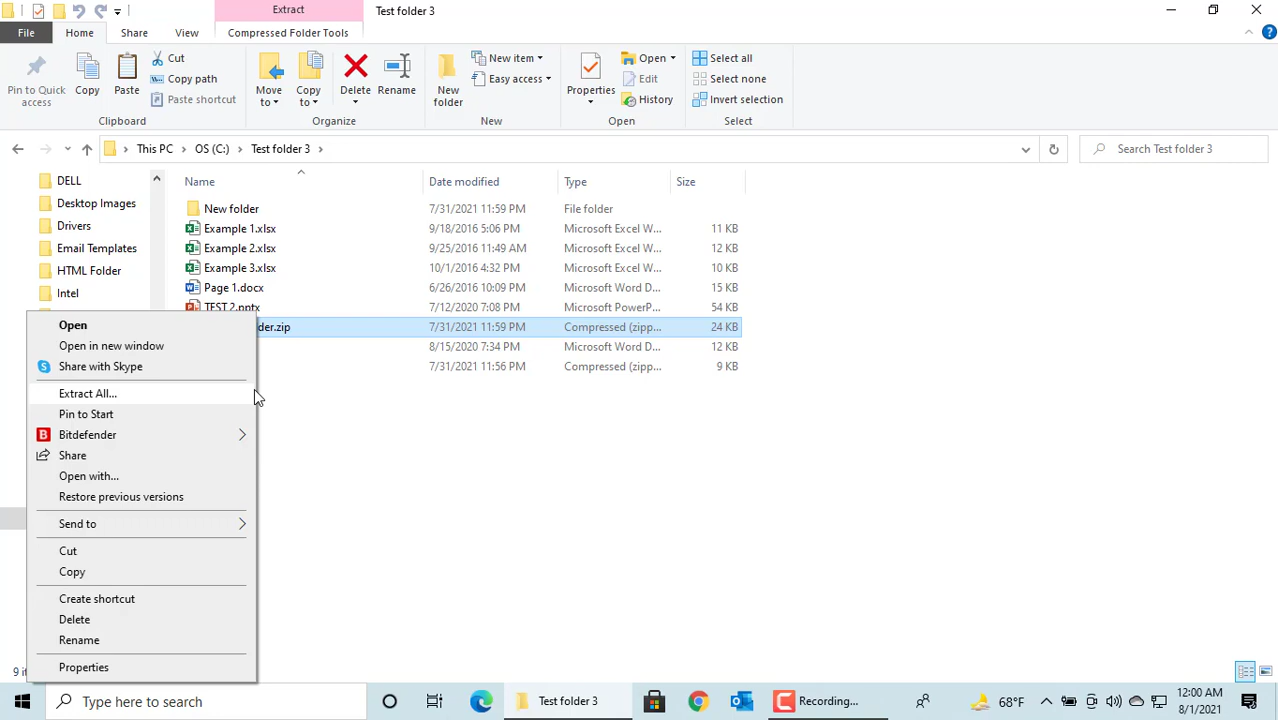 Extract
Test folder 3
File
Home
Share
View
Compressed Folder Tools
Pin to Quick access
Copy
Paste
Cut
Copy path
Paste shortcut
Clipboard
Move to
Copy to
Delete
Rename
Organize
New folder
New item
Easy access
New
Properties
Open
Edit
History
Open
Select all
Select none
Invert selection
Select
This PC
OS (C:)
Test folder 3
Search Test folder 3
DELL
Desktop Images
Drivers
Email Templates
HTML Folder
Intel
Name Date modified Type Size
New folder 7/31/2021 11:59 PM File folder
Example 1.xlsx 9/18/2016 5:06 PM Microsoft Excel W... 11 KB
Example 2.xlsx 9/25/2016 11:49 AM Microsoft Excel W... 12 KB
Example 3.xlsx 10/1/2016 4:32 PM Microsoft Excel W... 10 KB
Page 1.docx 6/26/2016 10:09 PM Microsoft Word D... 15 KB
TEST 2.pptx 7/12/2020 7:08 PM Microsoft PowerP... 54 KB
der.zip 7/31/2021 11:59 PM Compressed (zipp... 24 KB
8/15/2020 7:34 PM Microsoft Word D... 12 KB
7/31/2021 11:56 PM Compressed (zipp... 9 KB
Open
Open in new window
Share with Skype
Extract All...
Pin to Start
Bitdefender
Share
Open with...
Restore previous versions
Send to
Cut
Copy
Create shortcut
Delete
Rename
Properties
9
Type here to search
Test folder 3
Recording...
68°F
12:00 AM
8/1/2021